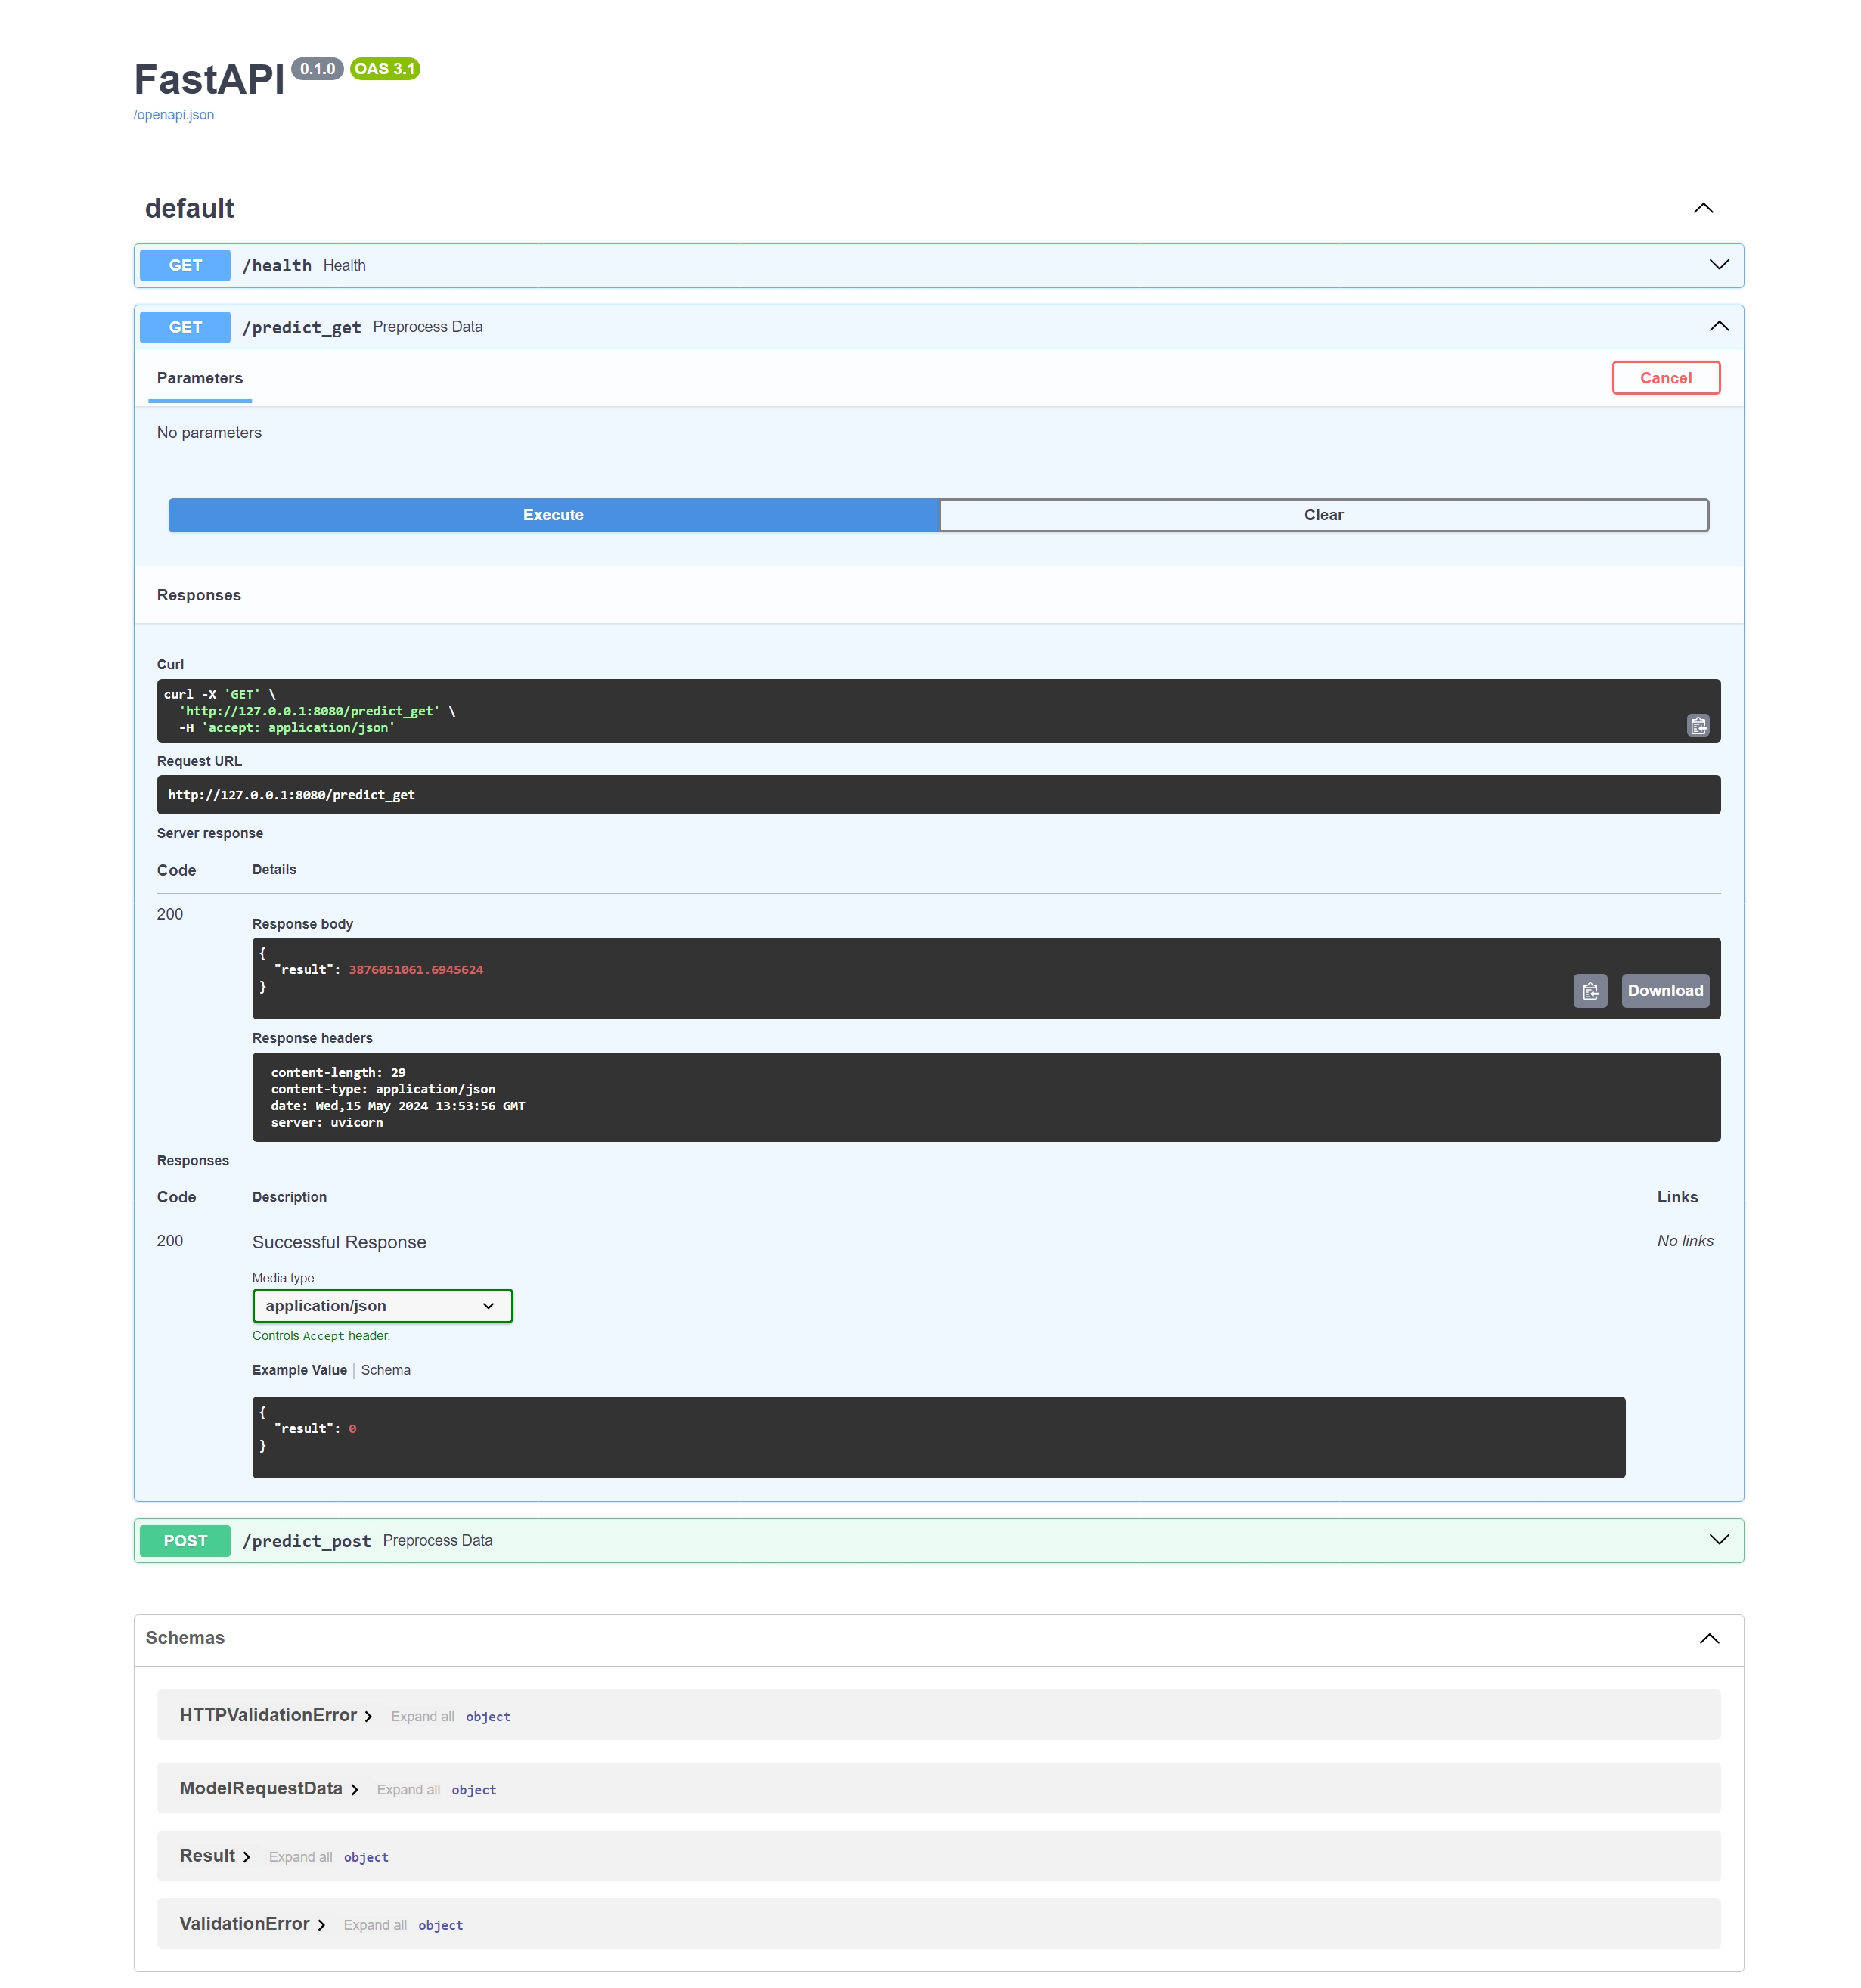 FastAPI 0.1.0 OAS 3.1
/openapi.json
default
GET /health Health
GET /predict_get Preprocess Data
Parameters Cancel
No parameters
Execute Clear
Responses
Curl
curl -X 'GET' \
'http://127.0.0.1:8080/predict_get' \
-H 'accept: application/json'
Request URL
http://127.0.0.1:8080/predict_get
Server response
Code Details
200
Response body
{
"result": 3876051061.6945624
}
Download
Response headers
content-length: 29
content-type: application/json
date: Wed,15 May 2024 13:53:56 GMT
server: uvicorn
Responses
Code Description Links
200 Successful Response No links
Media type
application/json
Controls Accept header.
Example Value Schema
{
"result": 0
}
POST /predict_post Preprocess Data
Schemas
HTTPValidationError Expand all object
ModelRequestData Expand all object
Result Expand all object
ValidationError Expand all object